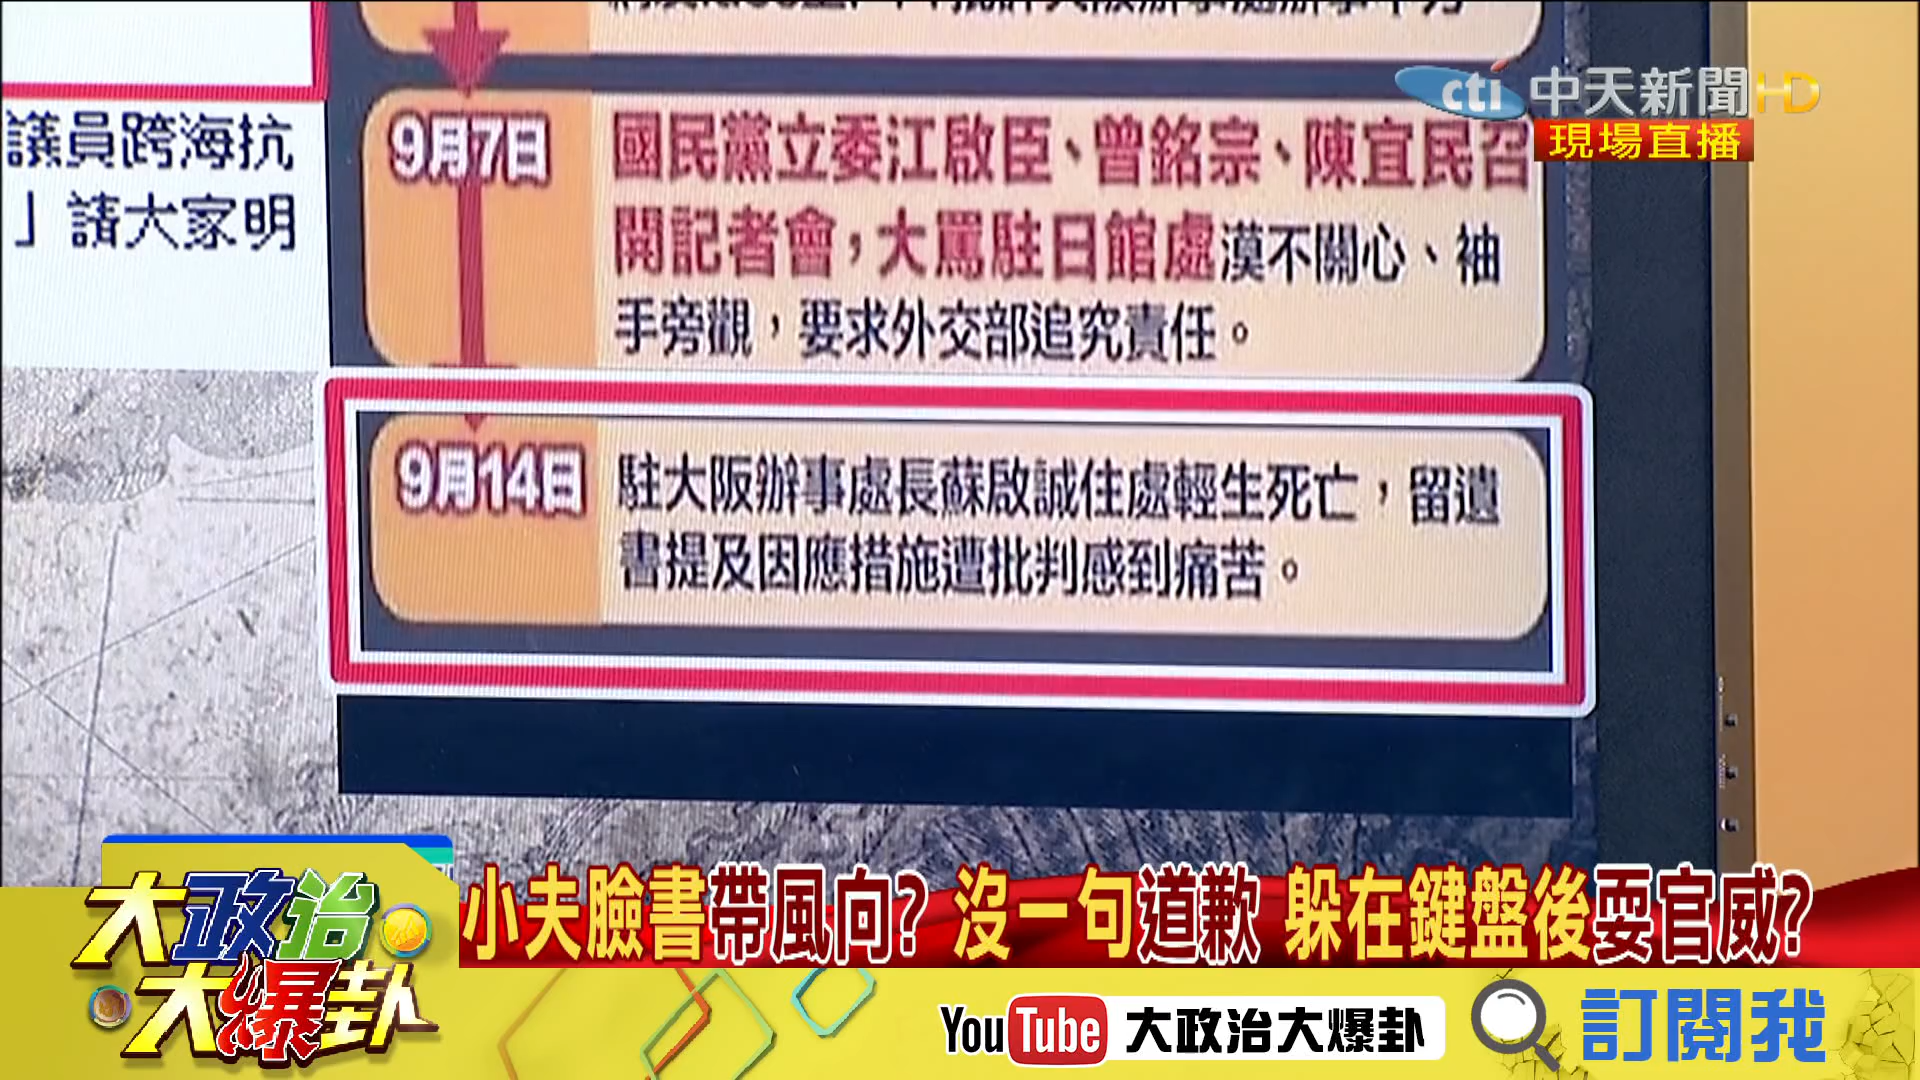 中天新聞HD
cti
現場直播
議員跨海抗
」請大家明
9月7日
國民黨立委江啟臣、曾銘宗、陳宜民召
開記者會，大罵駐日館處漠不關心、袖
手旁觀，要求外交部追究責任。
9月14日
駐大阪辦事處長蘇啟誠住處輕生死亡，留遺
書提及因應措施遭批判感到痛苦。
小夫臉書帶風向? 沒一句道歉 躲在鍵盤後耍官威?
大政治
大爆卦
YouTube 大政治大爆卦
訂閱我